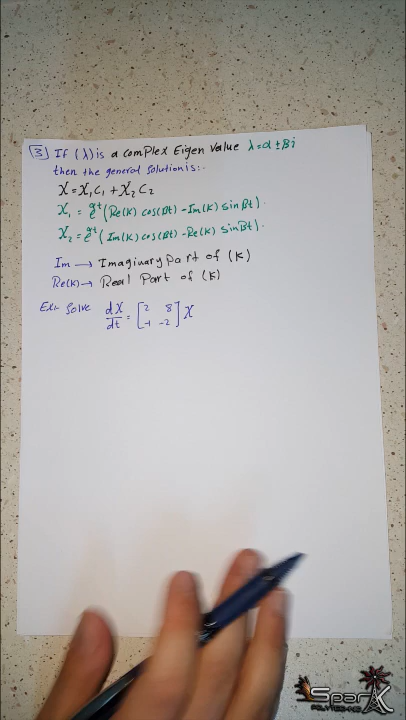 3 If (λ) is a complex Eigen value λ=α±βi
then the general solution is:-
X=X₁C₁+X₂C₂
X₁ = e^αt (Re(K) cos(βt) - Im(K) sin βt).
X₂ = e^αt (Im(K) cos(βt) - Re(K) sin βt).
Im → Imaginary Part of (K)
Re(K) → Real Part of (K)
Ex:- Solve dX/dt = [2 8
-1 -2] X
SparX